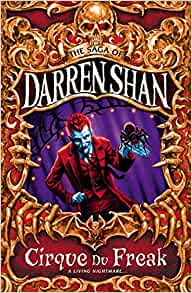 THE SAGA OF
DARREN SHAN
Cirque Du Freak
A LIVING NIGHTMARE...